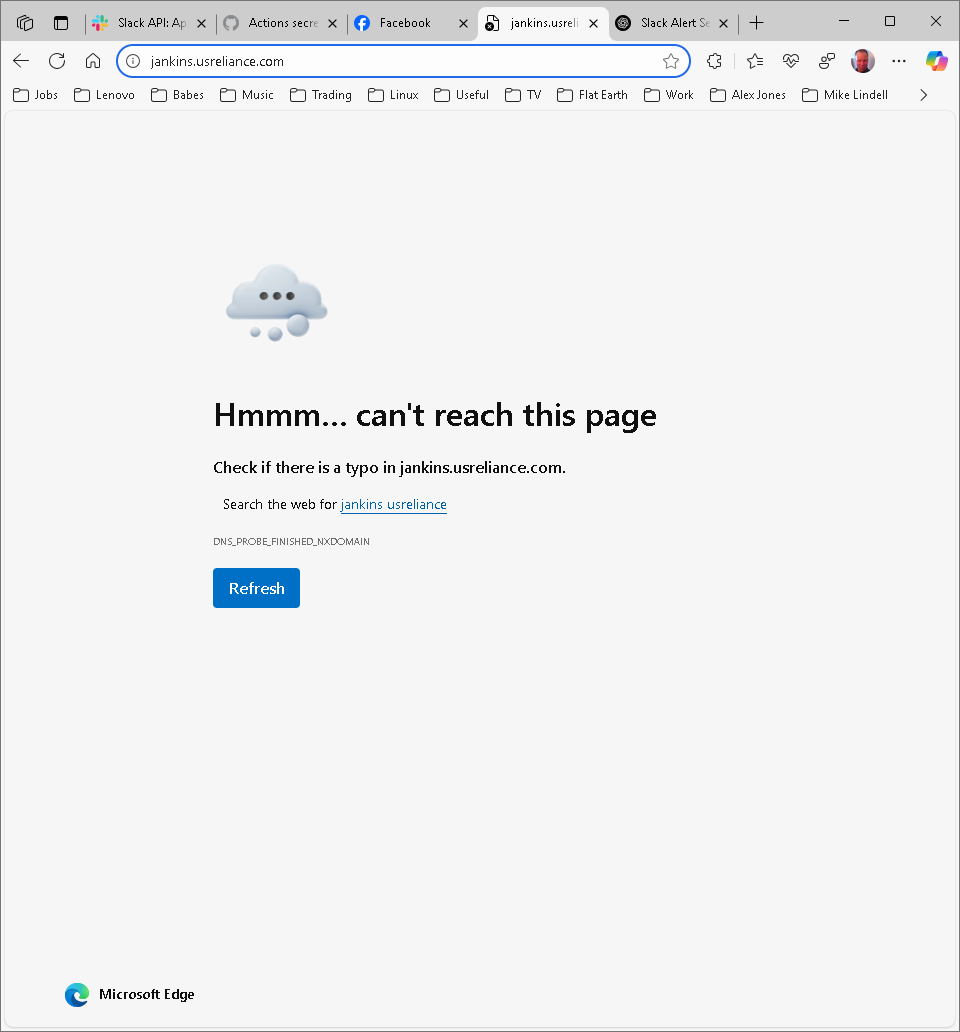 Slack API: Ap
Actions secre
Facebook
jankins.usreli
Slack Alert Se
jankins.usreliance.com
Jobs Lenovo Babes Music Trading Linux Useful TV Flat Earth Work Alex Jones Mike Lindell
Hmmm... can't reach this page
Check if there is a typo in jankins.usreliance.com.
Search the web for jankins usreliance
DNS_PROBE_FINISHED_NXDOMAIN
Refresh
Microsoft Edge